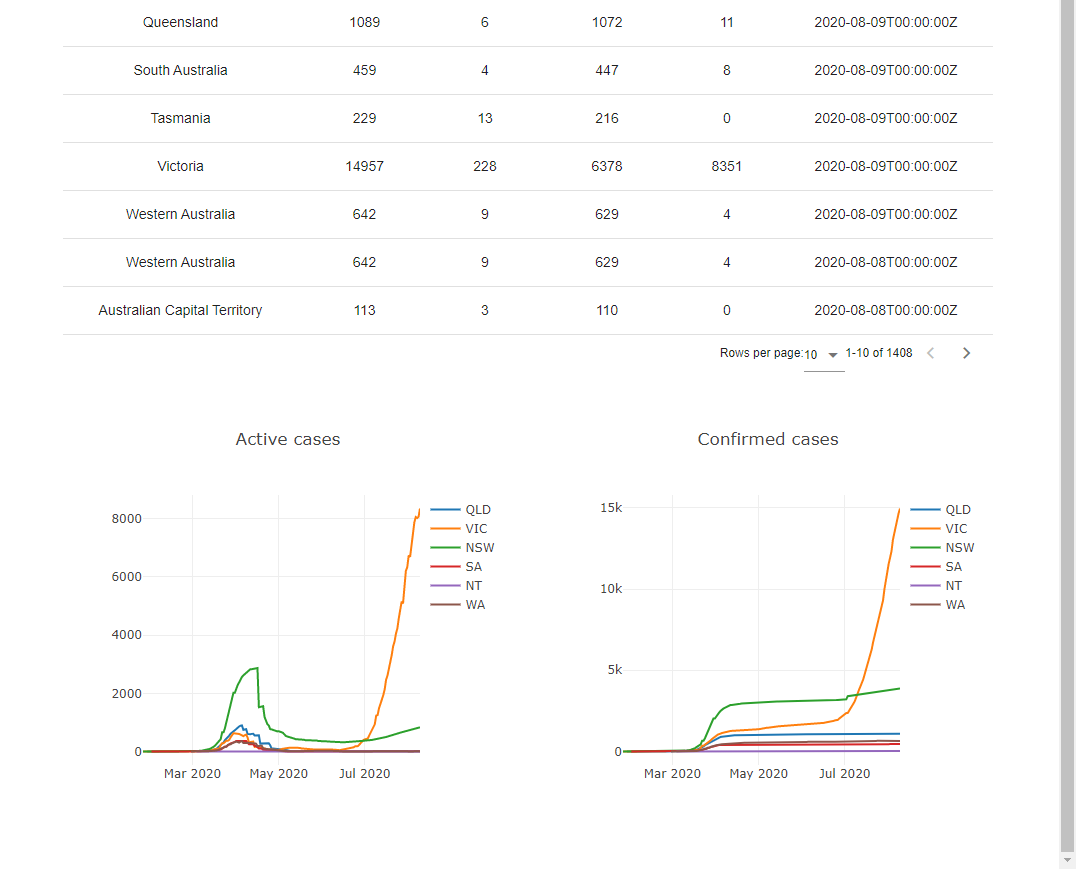 Queensland 1089 6 1072 11 2020-08-09T00:00:00Z
South Australia 459 4 447 8 2020-08-09T00:00:00Z
Tasmania 229 13 216 0 2020-08-09T00:00:00Z
Victoria 14957 228 6378 8351 2020-08-09T00:00:00Z
Western Australia 642 9 629 4 2020-08-09T00:00:00Z
Western Australia 642 9 629 4 2020-08-08T00:00:00Z
Australian Capital Territory 113 3 110 0 2020-08-08T00:00:00Z
Rows per page: 10 1-10 of 1408
Active cases
8000
6000
4000
2000
0
Mar 2020 May 2020 Jul 2020
QLD
VIC
NSW
SA
NT
WA
Confirmed cases
15k
10k
5k
0
Mar 2020 May 2020 Jul 2020
QLD
VIC
NSW
SA
NT
WA